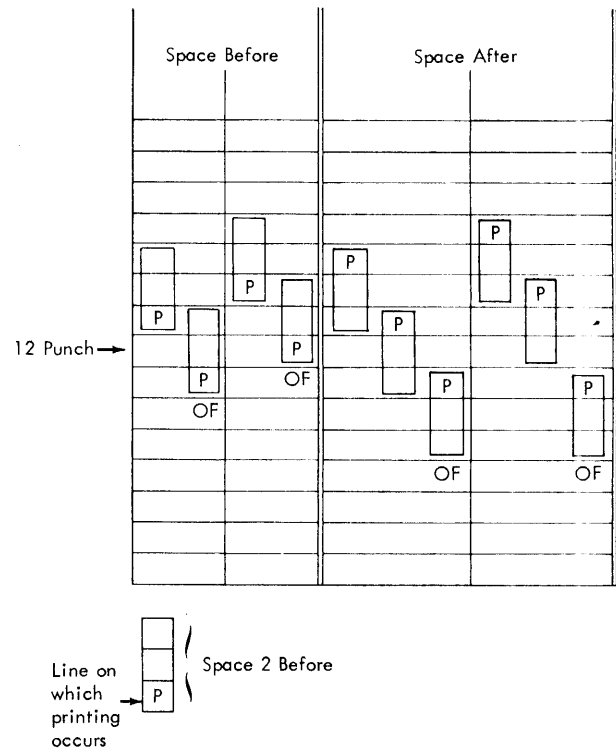 Space Before
Space After
P
P
P
P
P
12 Punch
P
P
P
P
P
OF
OF
OF
OF
Space 2 Before
Line on
which
printing
occurs
P